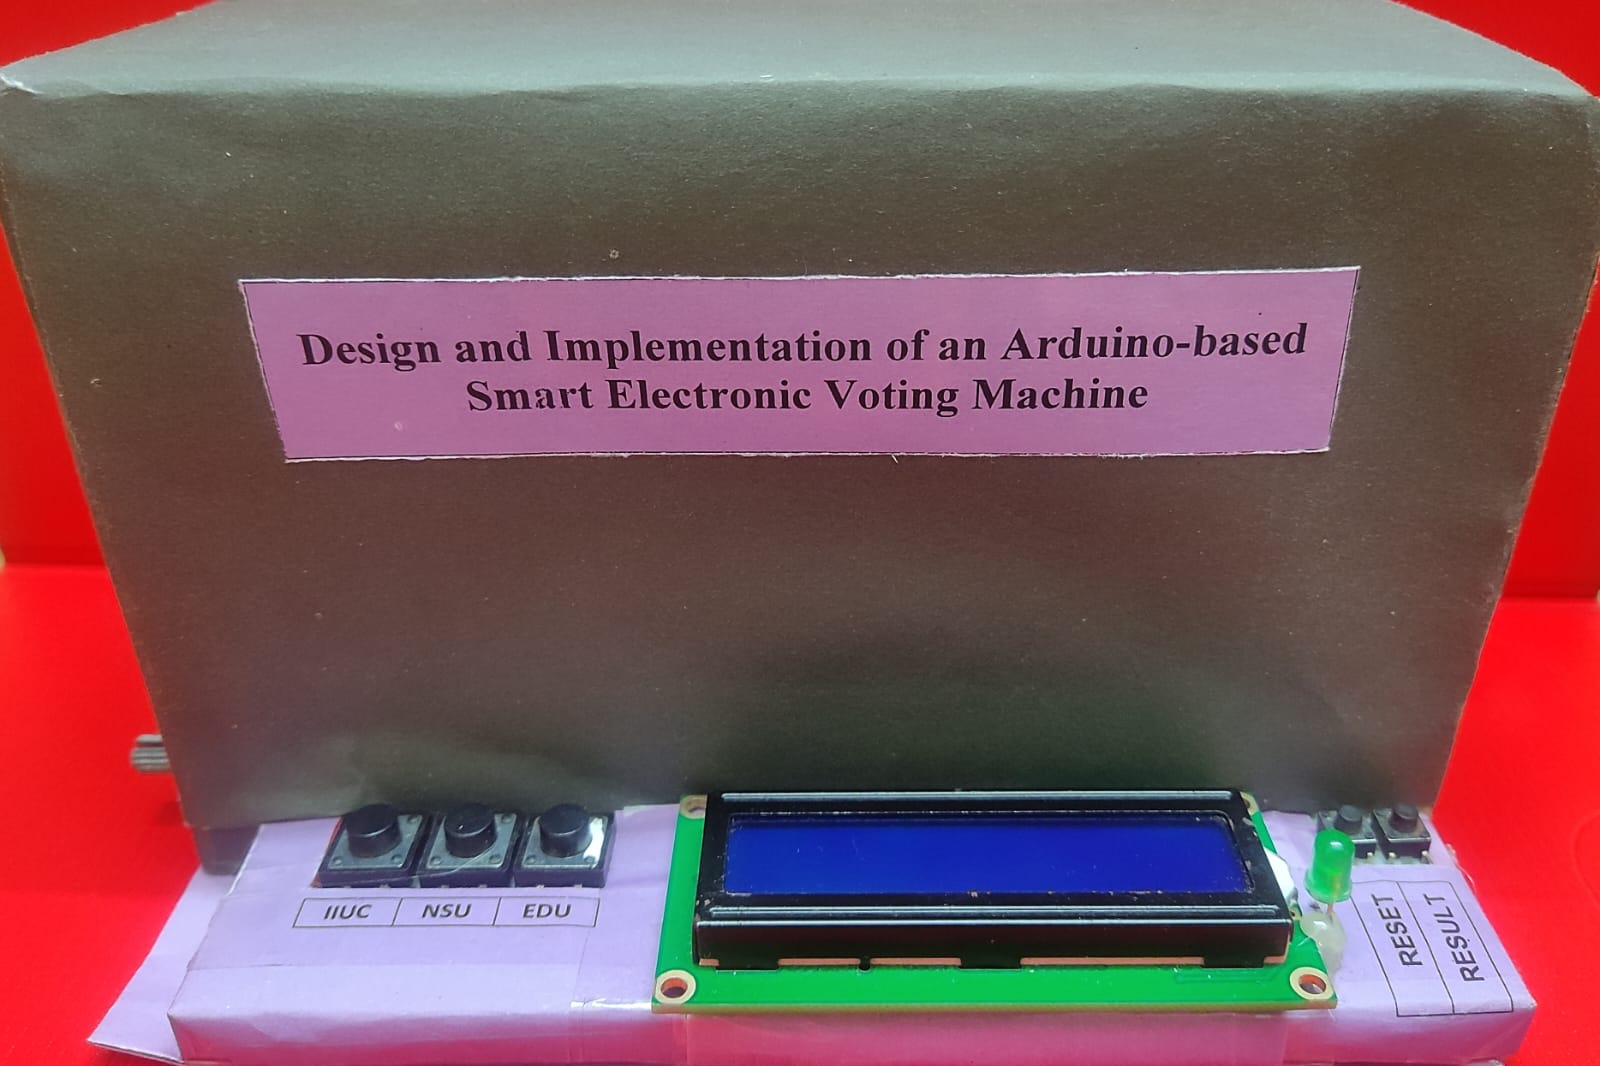 Design and Implementation of an Arduino-based
Smart Electronic Voting Machine
IIUC NSU EDU
RESET
RESULT